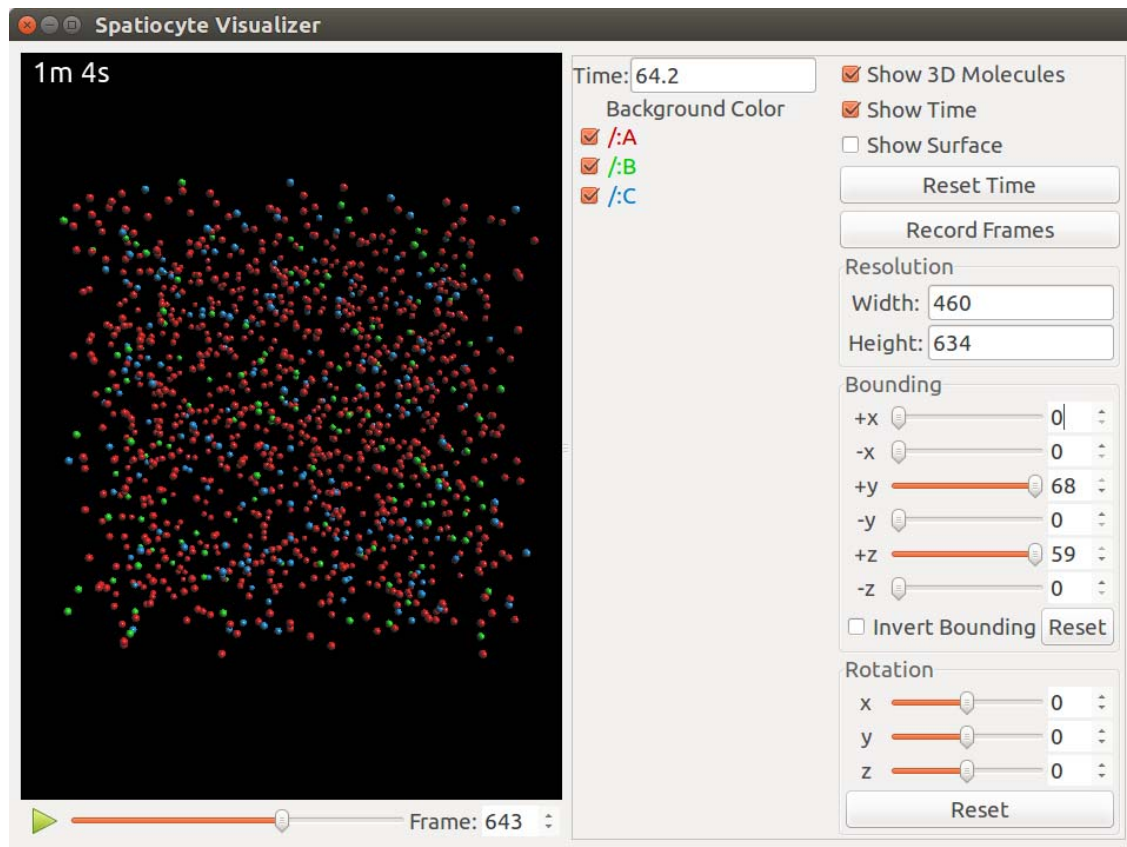 Spatiocyte Visualizer
1m 4s
Time: 64.2
Background Color
/:A
/:B
/:C
Show 3D Molecules
Show Time
Show Surface
Reset Time
Record Frames
Resolution
Width: 460
Height: 634
Bounding
+x 0
-x 0
+y 68
-y 0
+z 59
-z 0
Invert Bounding Reset
Rotation
x 0
y 0
z 0
Reset
Frame: 643